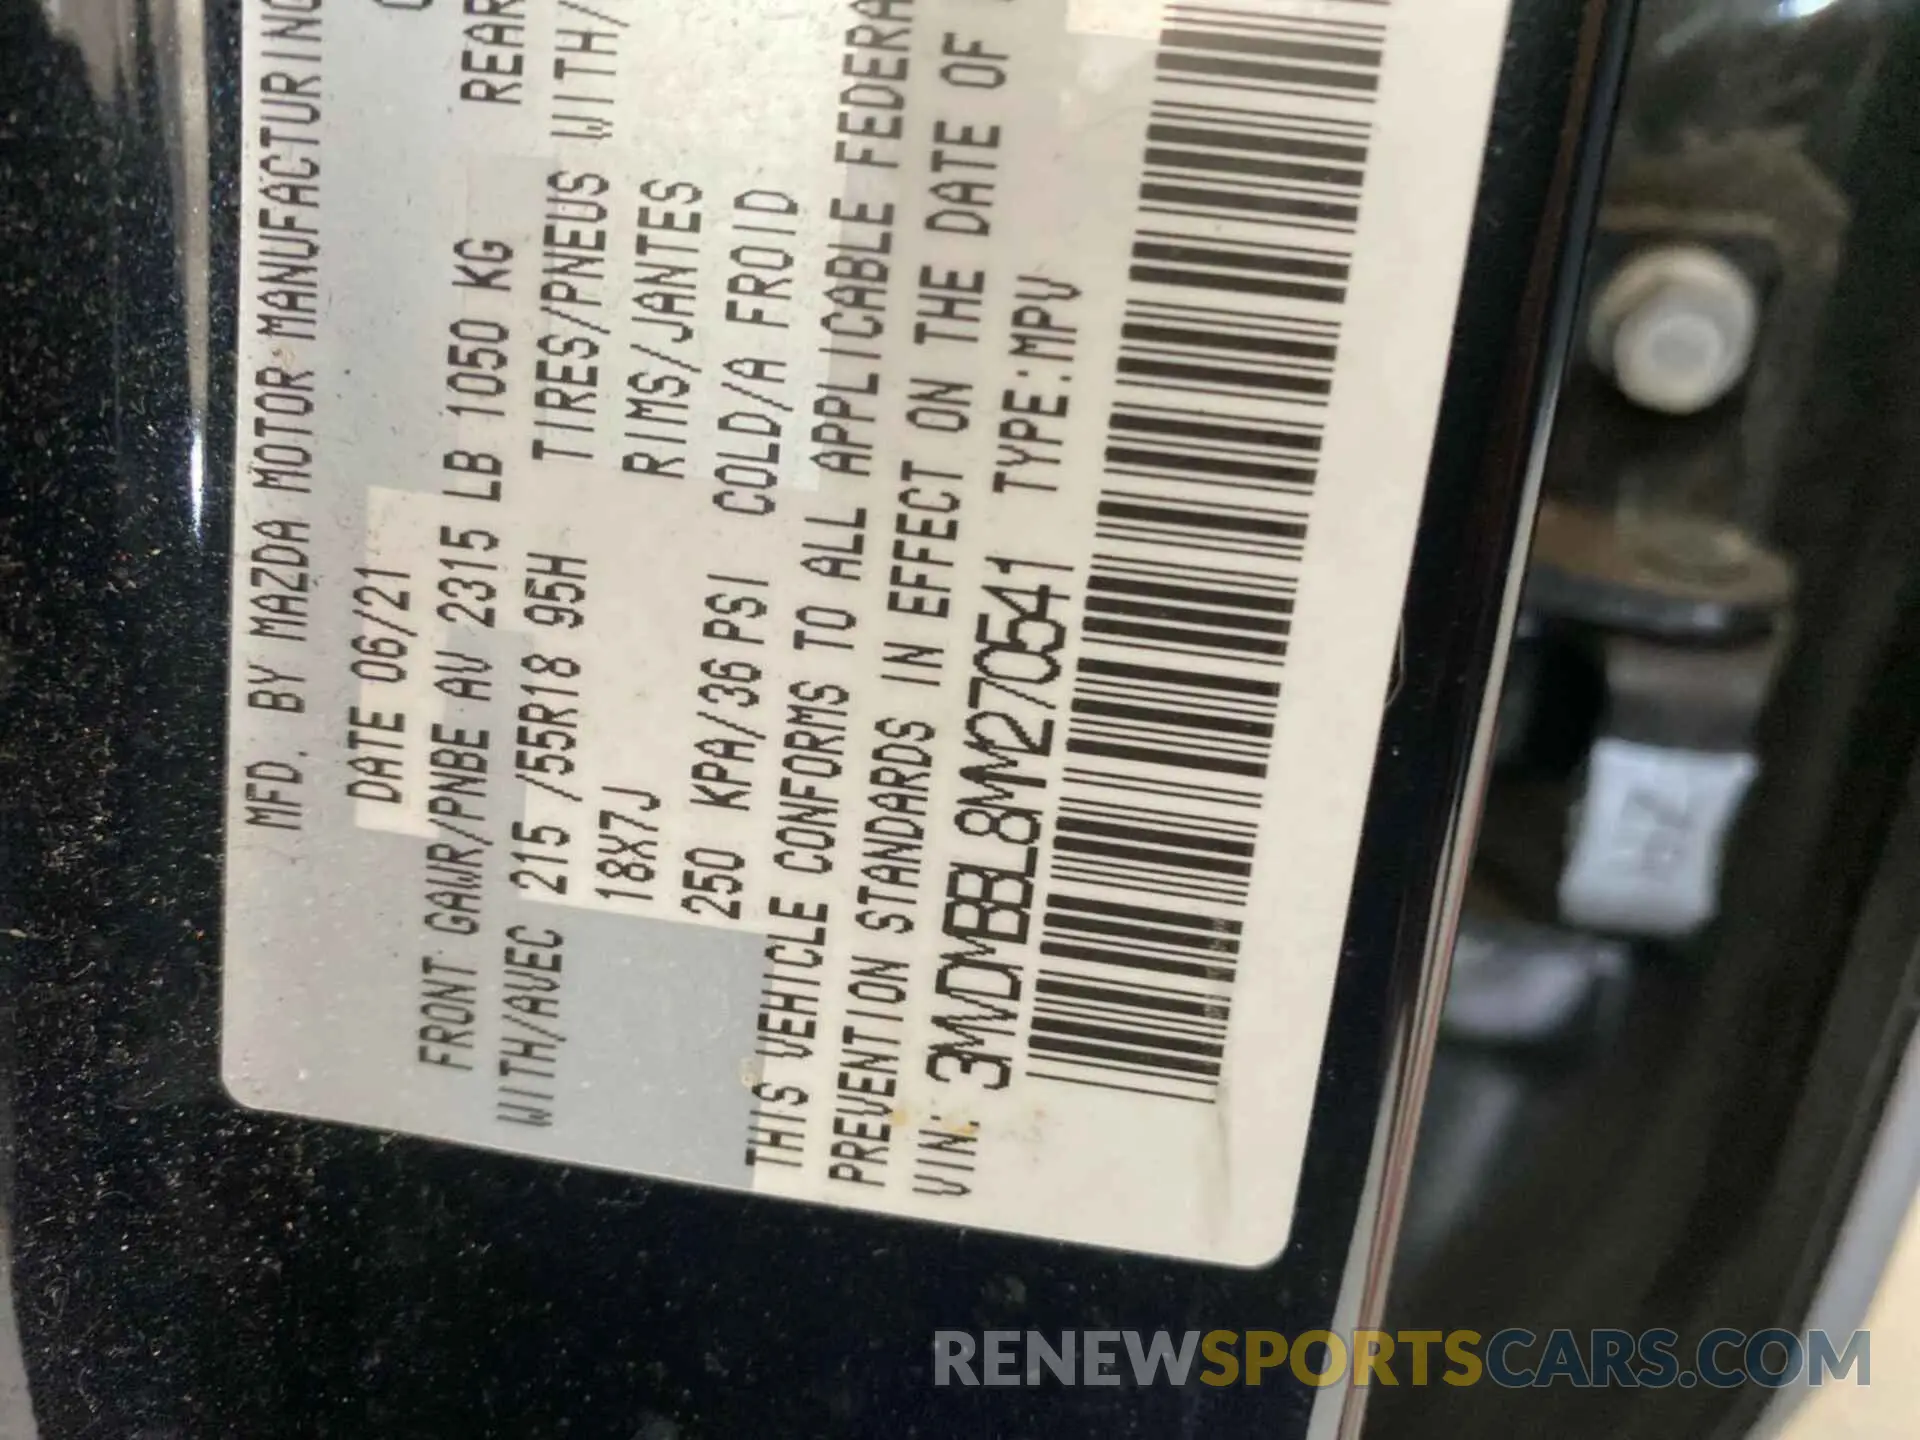 MFD. BY MAZDA MOTOR MANUFACTURING
DATE 06/21
FRONT GAWR/PNBE AV 2315 LB 1050 KG REAR
WITH/AVEC 215 /55R18 95H TIRES/PNEUS WITH/
18X7J RIMS/JANTES
250 KPA/36 PSI COLD/A FROID
THIS VEHICLE CONFORMS TO ALL APPLICABLE FEDERA
PREVENTION STANDARDS IN EFFECT ON THE DATE OF
VIN: 3MVDMBBL8MM270541 TYPE:MPV
RENEWSPORTSCARS.COM